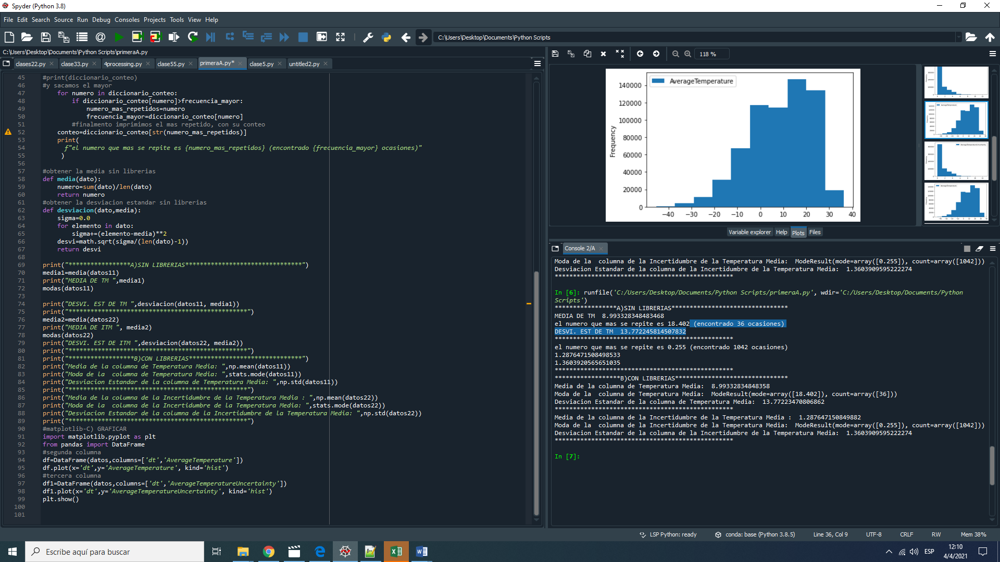 Spyder (Python 3.8)
File Edit Search Source Run Debug Consoles Projects Tools View Help
C:\Users\Desktop\Documents\Python Scripts
C:\Users\Desktop\Documents\Python Scripts\primeraA.py
clases22.py clase33.py 4processing.py clase55.py primeraA.py* clase5.py untitled2.py
45 #print(diccionario_conteo)
46 #y sacamos el mayor
47 for numero in diccionario_conteo:
48 if diccionario_conteo[numero]>frecuencia_mayor:
49 numero_mas_repetidos=numero
50 frecuencia_mayor=diccionario_conteo[numero]
51 #finalmento imprimimos el mas repetido, con su conteo
52 conteo=diccionario_conteo[str(numero_mas_repetidos)]
53 print(
54 f"el numero que mas se repite es {numero_mas_repetidos} (encontrado {frecuencia_mayor} ocasiones)"
55 )
56
57 #obtener la media sin librerias
58 def media(dato):
59 numero=sum(dato)/len(dato)
60 return numero
61 #obtener la desviacion estandar sin librerias
62 def desviacion(dato,media):
63 sigma=0.0
64 for elemento in dato:
65 sigma+=(elemento-media)**2
66 desvi=math.sqrt(sigma/(len(dato)-1))
67 return desvi
68
69 print("*****************A)SIN LIBRERIAS********************************")
70 media1=media(datos11)
71 print("MEDIA DE TM ",media1)
72 modas(datos11)
73
74 print("DESVI. EST DE TM ",desviacion(datos11, media1))
75 print("*************************************************")
76 media2=media(datos22)
77 print("MEDIA DE ITM ", media2)
78 modas(datos22)
79 print("DESVI. EST DE ITM ",desviacion(datos22, media2))
80 print("*************************************************")
81 print("******************B)CON LIBRERIAS*******************************")
82 print("Media de la columna de Temperatura Media: ",np.mean(datos11))
83 print("Moda de la  columna de Temperatura Media: ",stats.mode(datos11))
84 print("Desviacion Estandar de la columna de Temperatura Media: ",np.std(datos11))
85 print("*************************************************")
86 print("Media de la columna de la Incertidumbre de la Temperatura Media : ",np.mean(datos22))
87 print("Moda de la  columna de la Incertidumbre de la Temperatura Media: ",stats.mode(datos22))
88 print("Desviacion Estandar de la columna de la Incertidumbre de la Temperatura Media: ",np.std(datos22))
89 print("*************************************************")
90 #matplotlib-C) GRAFICAR
91 import matplotlib.pyplot as plt
92 from pandas import DataFrame
93 #segunda columna
94 df=DataFrame(datos,columns=['dt','AverageTemperature'])
95 df.plot(x='dt',y='AverageTemperature', kind='hist')
96 #tercera columna
97 df1=DataFrame(datos,columns=['dt','AverageTemperatureUncertainty'])
98 df1.plot(x='dt',y='AverageTemperatureUncertainty', kind='hist')
99 plt.show()
100
101
118 %
AverageTemperature
Frequency
140000
120000
100000
80000
60000
40000
20000
0
−40 −30 −20 −10 0 10 20 30 40
Variable explorer Help Plots Files
Console 2/A
Moda de la  columna de la Incertidumbre de la Temperatura Media:  ModeResult(mode=array([0.255]), count=array([1042]))
Desviacion Estandar de la columna de la Incertidumbre de la Temperatura Media:  1.3603909595222274
*************************************************
In [6]: runfile('C:/Users/Desktop/Documents/Python Scripts/primeraA.py', wdir='C:/Users/Desktop/Documents/Python
Scripts')
*****************A)SIN LIBRERIAS********************************
MEDIA DE TM  8.993328348483468
el numero que mas se repite es 18.402 (encontrado 36 ocasiones)
DESVI. EST DE TM  13.772245814507832
*************************************************
el numero que mas se repite es 0.255 (encontrado 1042 ocasiones)
1.2876471508498533
1.3603920565651035
*************************************************
******************B)CON LIBRERIAS*******************************
Media de la columna de Temperatura Media:  8.99332834848358
Moda de la  columna de Temperatura Media:  ModeResult(mode=array([18.402]), count=array([36]))
Desviacion Estandar de la columna de Temperatura Media:  13.77223470806862
*************************************************
Media de la columna de la Incertidumbre de la Temperatura Media :  1.287647150849882
Moda de la  columna de la Incertidumbre de la Temperatura Media:  ModeResult(mode=array([0.255]), count=array([1042]))
Desviacion Estandar de la columna de la Incertidumbre de la Temperatura Media:  1.3603909595222274
*************************************************
In [7]:
LSP Python: ready conda: base (Python 3.8.5) Line 36, Col 9 UTF-8 CRLF RW Mem 38%
Escribe aquí para buscar
ESP
12:10
4/4/2021